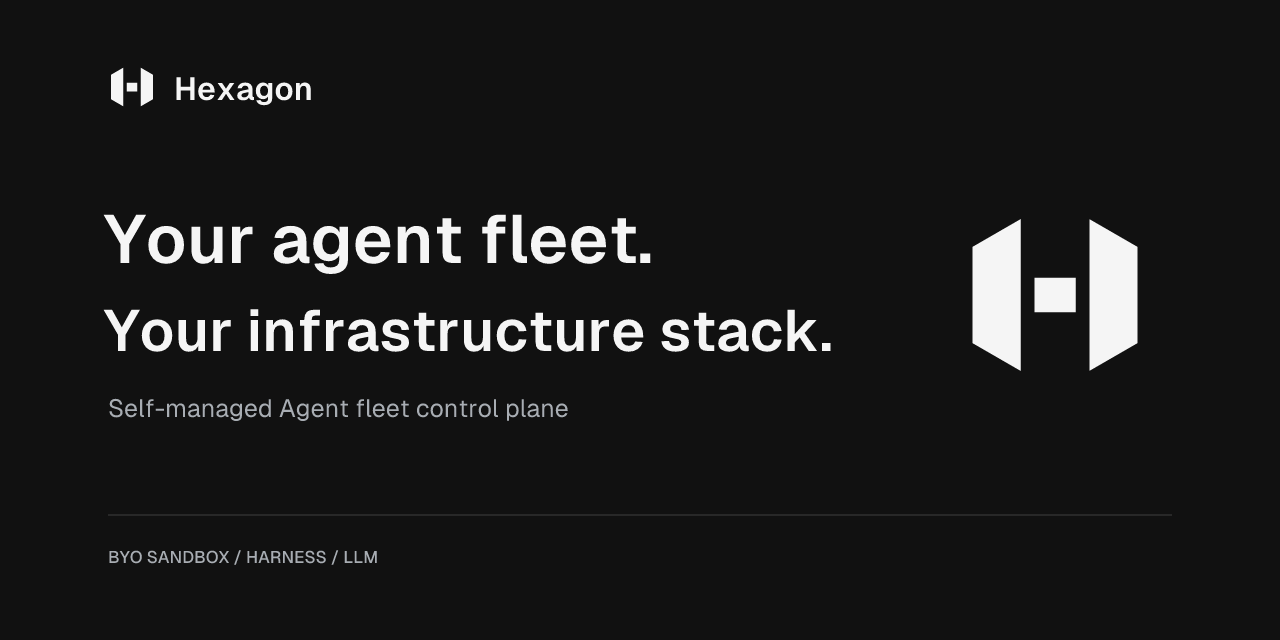 Hexagon
Your agent fleet.
Your infrastructure stack.
Self-managed Agent fleet control plane
BYO SANDBOX / HARNESS / LLM